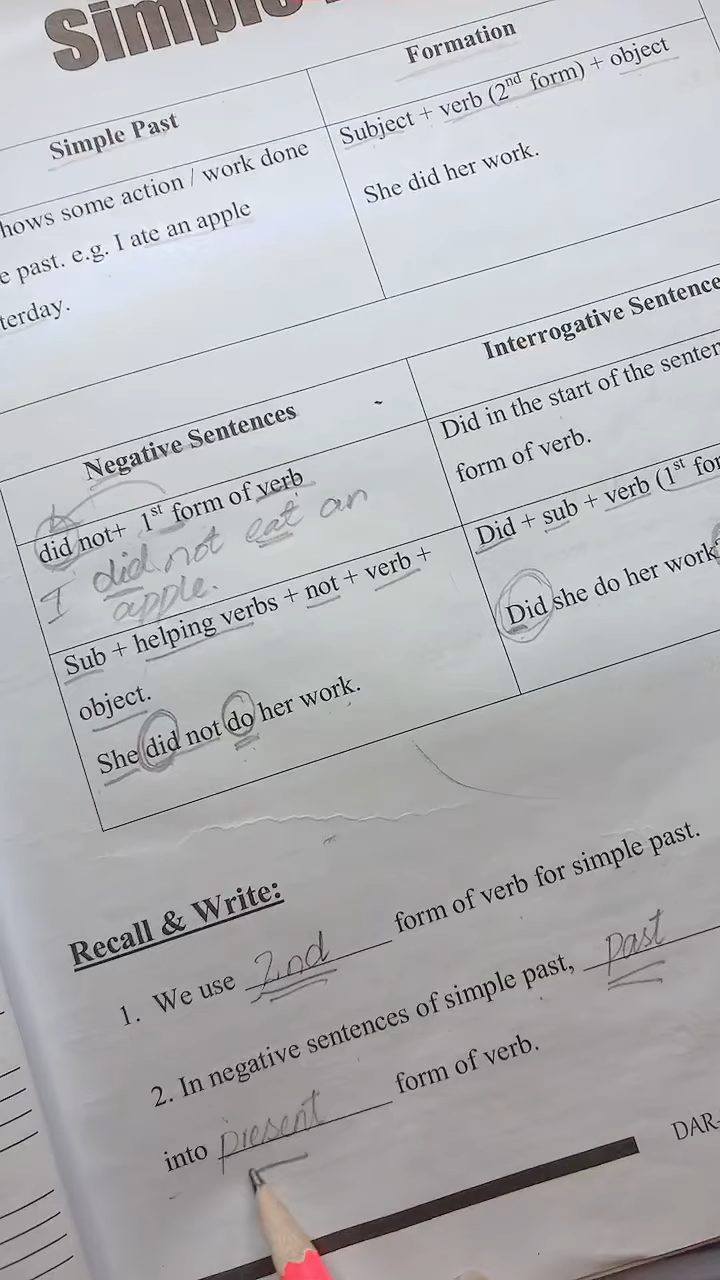 Simple
Simple Past
Formation
hows some action / work done
e past. e.g. I ate an apple
terday.
Subject + verb (2nd form) + object
She did her work.
Negative Sentences
Interrogative Sentence
did not+ 1st form of verb
I did not eat an
apple.
Did in the start of the senten
form of verb.
Sub + helping verbs + not + verb +
object.
She did not do her work.
Did + sub + verb (1st for
Did she do her work
Recall & Write:
1. We use 2nd form of verb for simple past.
2. In negative sentences of simple past, past
into present form of verb.
DAR-